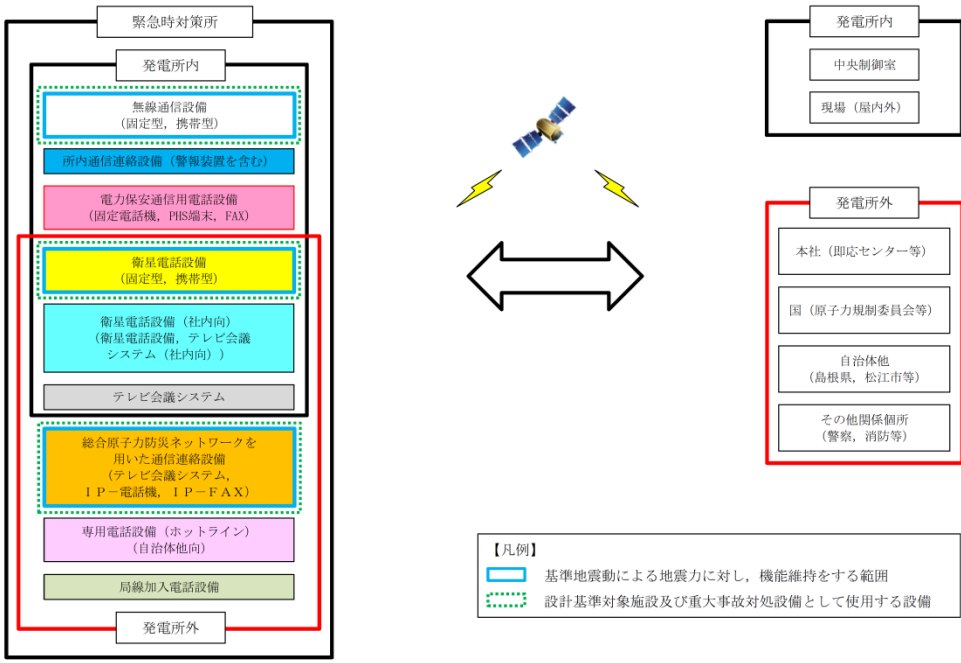 緊急時対策所
発電所内
無線通信設備
(固定型，携帯型)
所内通信連絡設備（警報装置を含む）
電力保安通信用電話設備
(固定電話機，PHS端末，FAX)
衛星電話設備
(固定型，携帯型)
衛星電話設備（社内向）
(衛星電話設備，テレビ会議
システム（社内向））
テレビ会議システム
総合原子力防災ネットワークを
用いた通信連絡設備
(テレビ会議システム，
ＩＰ－電話機，ＩＰ－ＦＡＸ)
専用電話設備（ホットライン）
(自治体他向)
局線加入電話設備
発電所外
発電所内
中央制御室
現場（屋内外）
発電所外
本社（即応センター等）
国（原子力規制委員会等）
自治体他
(島根県，松江市等)
その他関係個所
(警察，消防等)
【凡例】
基準地震動による地震力に対し，機能維持をする範囲
設計基準対象施設及び重大事故対処設備として使用する設備